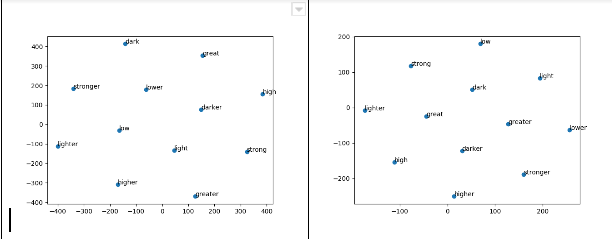 400
300
200
100
0
−100
−200
−300
−400
−400 −300 −200 −100 0 100 200 300 400
dark
great
stronger
lower
high
darker
low
lighter
light
strong
higher
greater
200
100
0
−100
−200
−100 0 100 200
low
strong
light
dark
lighter
great
greater
lower
darker
high
stronger
higher